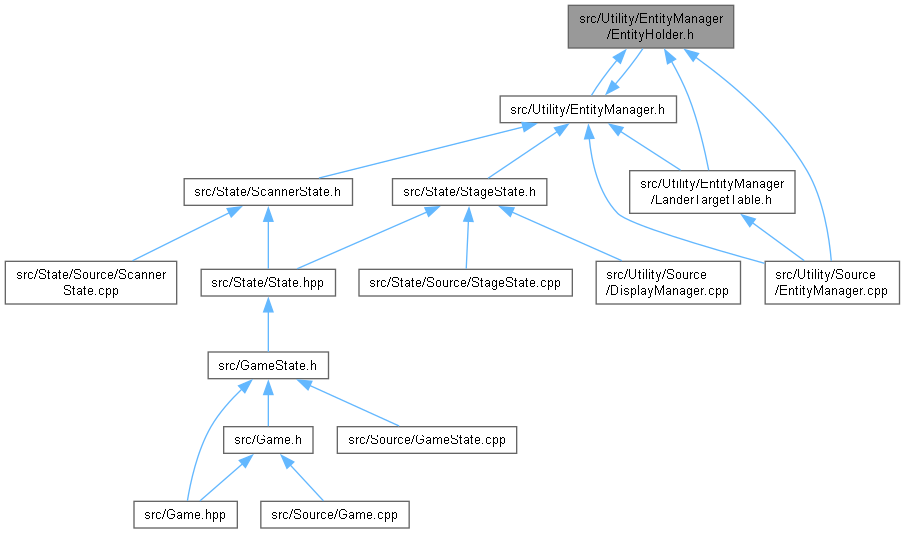 src/Utility/EntityManager
/EntityHolder.h
src/Utility/EntityManager.h
src/State/ScannerState.h
src/State/StageState.h
src/Utility/EntityManager
/LanderTargetTable.h
src/State/Source/Scanner
State.cpp
src/State/State.hpp
src/State/Source/StageState.cpp
src/Utility/Source
/DisplayManager.cpp
src/Utility/Source
/EntityManager.cpp
src/GameState.h
src/Game.h
src/Source/GameState.cpp
src/Game.hpp
src/Source/Game.cpp